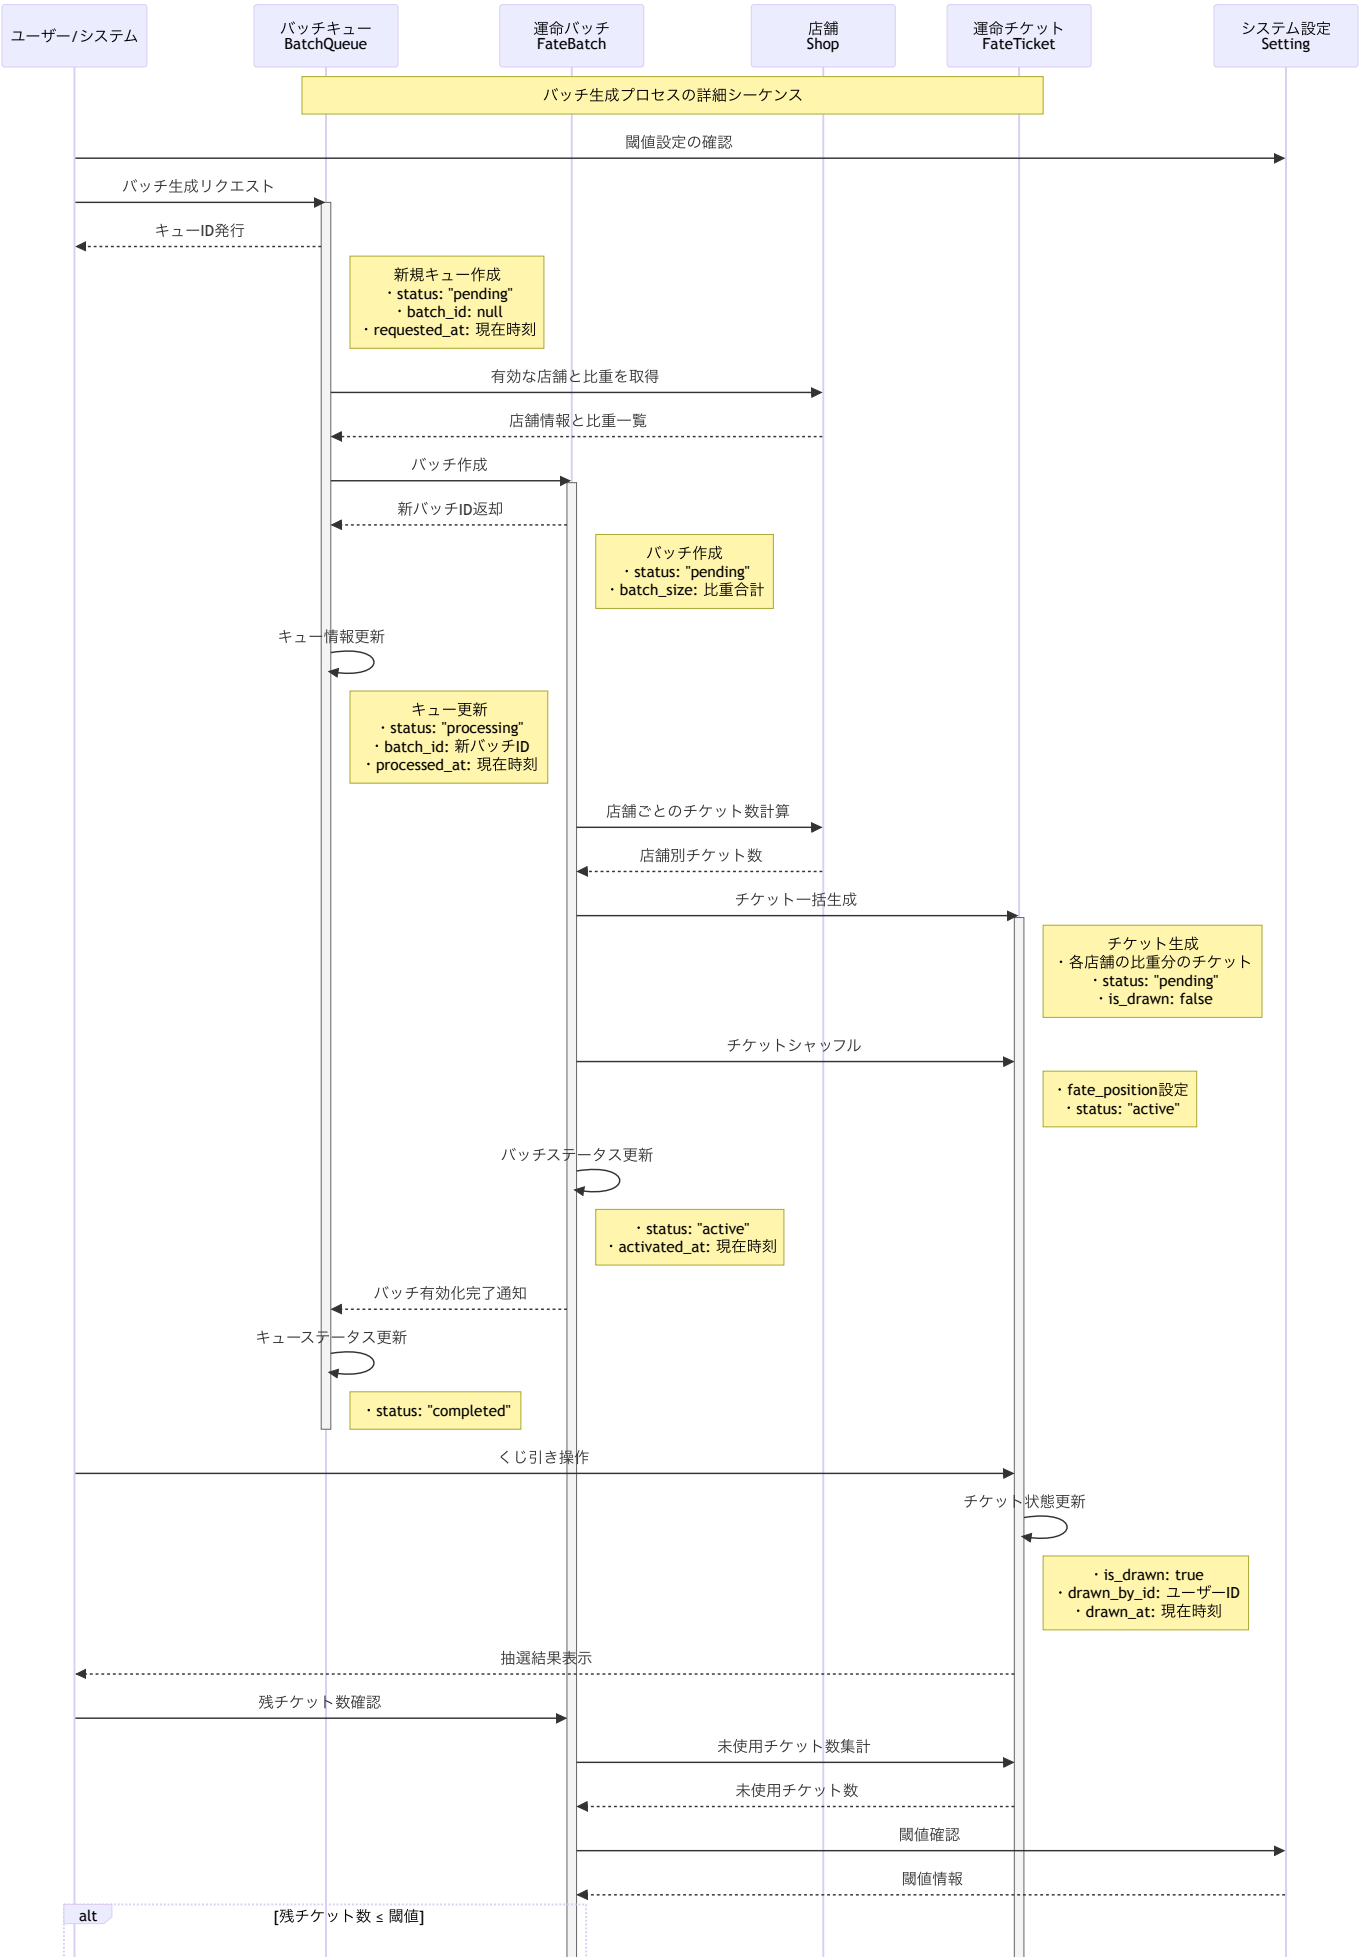 ユーザー/システム
バッチキュー
BatchQueue
運命バッチ
FateBatch
店舗
Shop
運命チケット
FateTicket
システム設定
Setting
バッチ生成プロセスの詳細シーケンス
閾値設定の確認
バッチ生成リクエスト
キューID発行
新規キュー作成
・status: "pending"
・batch_id: null
・requested_at: 現在時刻
有効な店舗と比重を取得
店舗情報と比重一覧
バッチ作成
新バッチID返却
バッチ作成
・status: "pending"
・batch_size: 比重合計
キュー情報更新
キュー更新
・status: "processing"
・batch_id: 新バッチID
・processed_at: 現在時刻
店舗ごとのチケット数計算
店舗別チケット数
チケット一括生成
チケット生成
・各店舗の比重分のチケット
・status: "pending"
・is_drawn: false
チケットシャッフル
・fate_position設定
・status: "active"
バッチステータス更新
・status: "active"
・activated_at: 現在時刻
バッチ有効化完了通知
キューステータス更新
・status: "completed"
くじ引き操作
チケット状態更新
・is_drawn: true
・drawn_by_id: ユーザーID
・drawn_at: 現在時刻
抽選結果表示
残チケット数確認
未使用チケット数集計
未使用チケット数
閾値確認
閾値情報
alt
[残チケット数 ≤ 閾値]